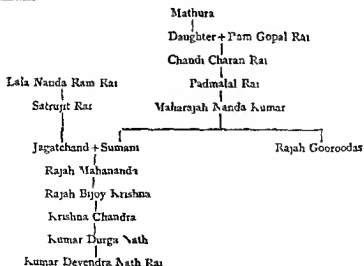 Mathura
Daughter + Ram Gopal Rai
Chandi Charan Rai
Lala Nanda Ram Rai
Padmalal Rai
Satrujit Rai
Maharajah Nanda Kumar
Jagatchand + Sumani
Rajah Gooroodas
Rajah Mahananda
Rajah Bijoy Krishna
Krishna Chandra
Kumar Durga Nath
Kumar Devendra Nath Rai